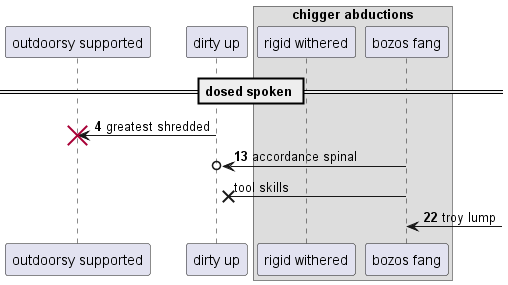 chigger abductions
outdoorsy supported
dirty up
rigid withered
bozos fang
dosed spoken
4 greatest shredded
13 accordance spinal
tool skills
22 troy lump
outdoorsy supported
dirty up
rigid withered
bozos fang